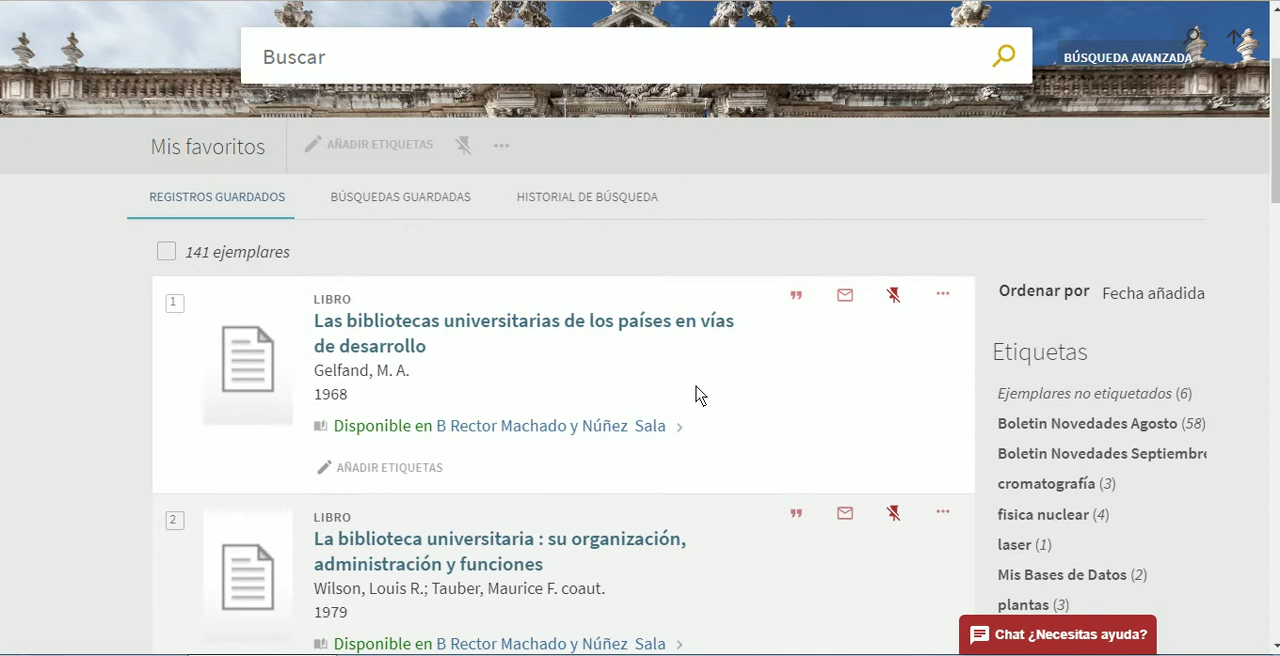 Buscar
BÚSQUEDA AVANZADA
Mis favoritos
AÑADIR ETIQUETAS
REGISTROS GUARDADOS
BÚSQUEDAS GUARDADAS
HISTORIAL DE BÚSQUEDA
141 ejemplares
1
LIBRO
Las bibliotecas universitarias de los países en vías
de desarrollo
Gelfand, M. A.
1968
Disponible en B Rector Machado y Núñez Sala
AÑADIR ETIQUETAS
2
LIBRO
La biblioteca universitaria : su organización,
administración y funciones
Wilson, Louis R.; Tauber, Maurice F. coaut.
1979
Disponible en B Rector Machado y Núñez Sala
Ordenar por Fecha añadida
Etiquetas
Ejemplares no etiquetados (6)
Boletin Novedades Agosto (58)
Boletin Novedades Septiembre
cromatografía (3)
fisica nuclear (4)
laser (1)
Mis Bases de Datos (2)
plantas (3)
Chat ¿Necesitas ayuda?